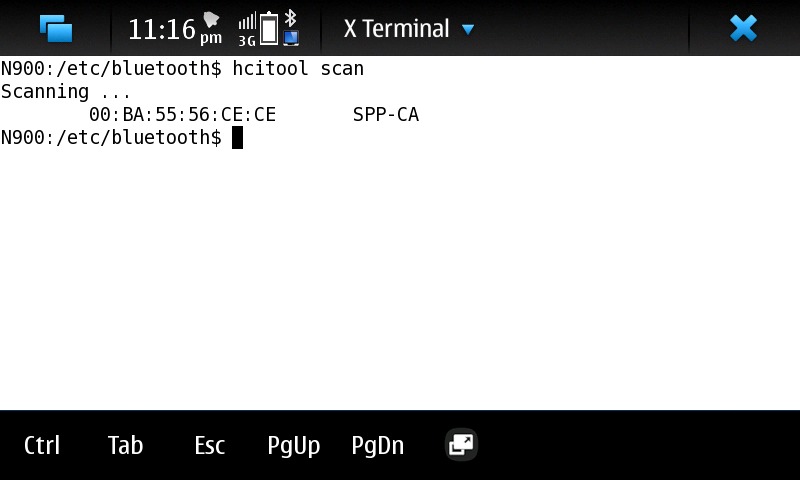 11:16 pm 3G X Terminal
N900:/etc/bluetooth$ hcitool scan
Scanning ...
00:BA:55:56:CE:CE SPP-CA
N900:/etc/bluetooth$
Ctrl Tab Esc PgUp PgDn